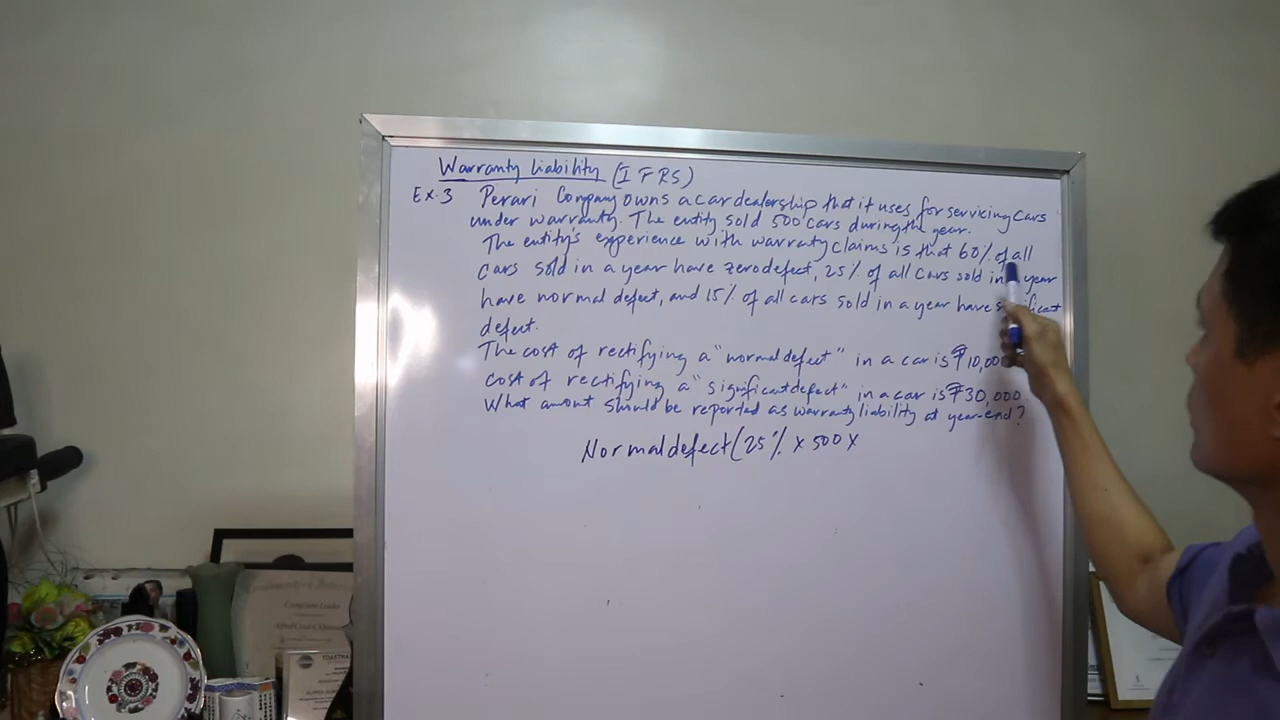 Warranty liability (IFRS)
Ex. 3 Perari Company owns a car dealership that it uses for servicing cars
under warranty. The entity sold 500 cars during the year.
The entity's experience with warranty claims is that 60% of all
cars sold in a year have zero defect, 25% of all cars sold in year
have normal defect, and 15% of all cars sold in a year have
defect.
The cost of rectifying a "normal defect" in a car is ₱10,00
cost of rectifying a "significant defect" in a car is ₱30,000
What amount should be reported as warranty liability at year-end?
Normal defect (25% x 500 x
Competent Leader